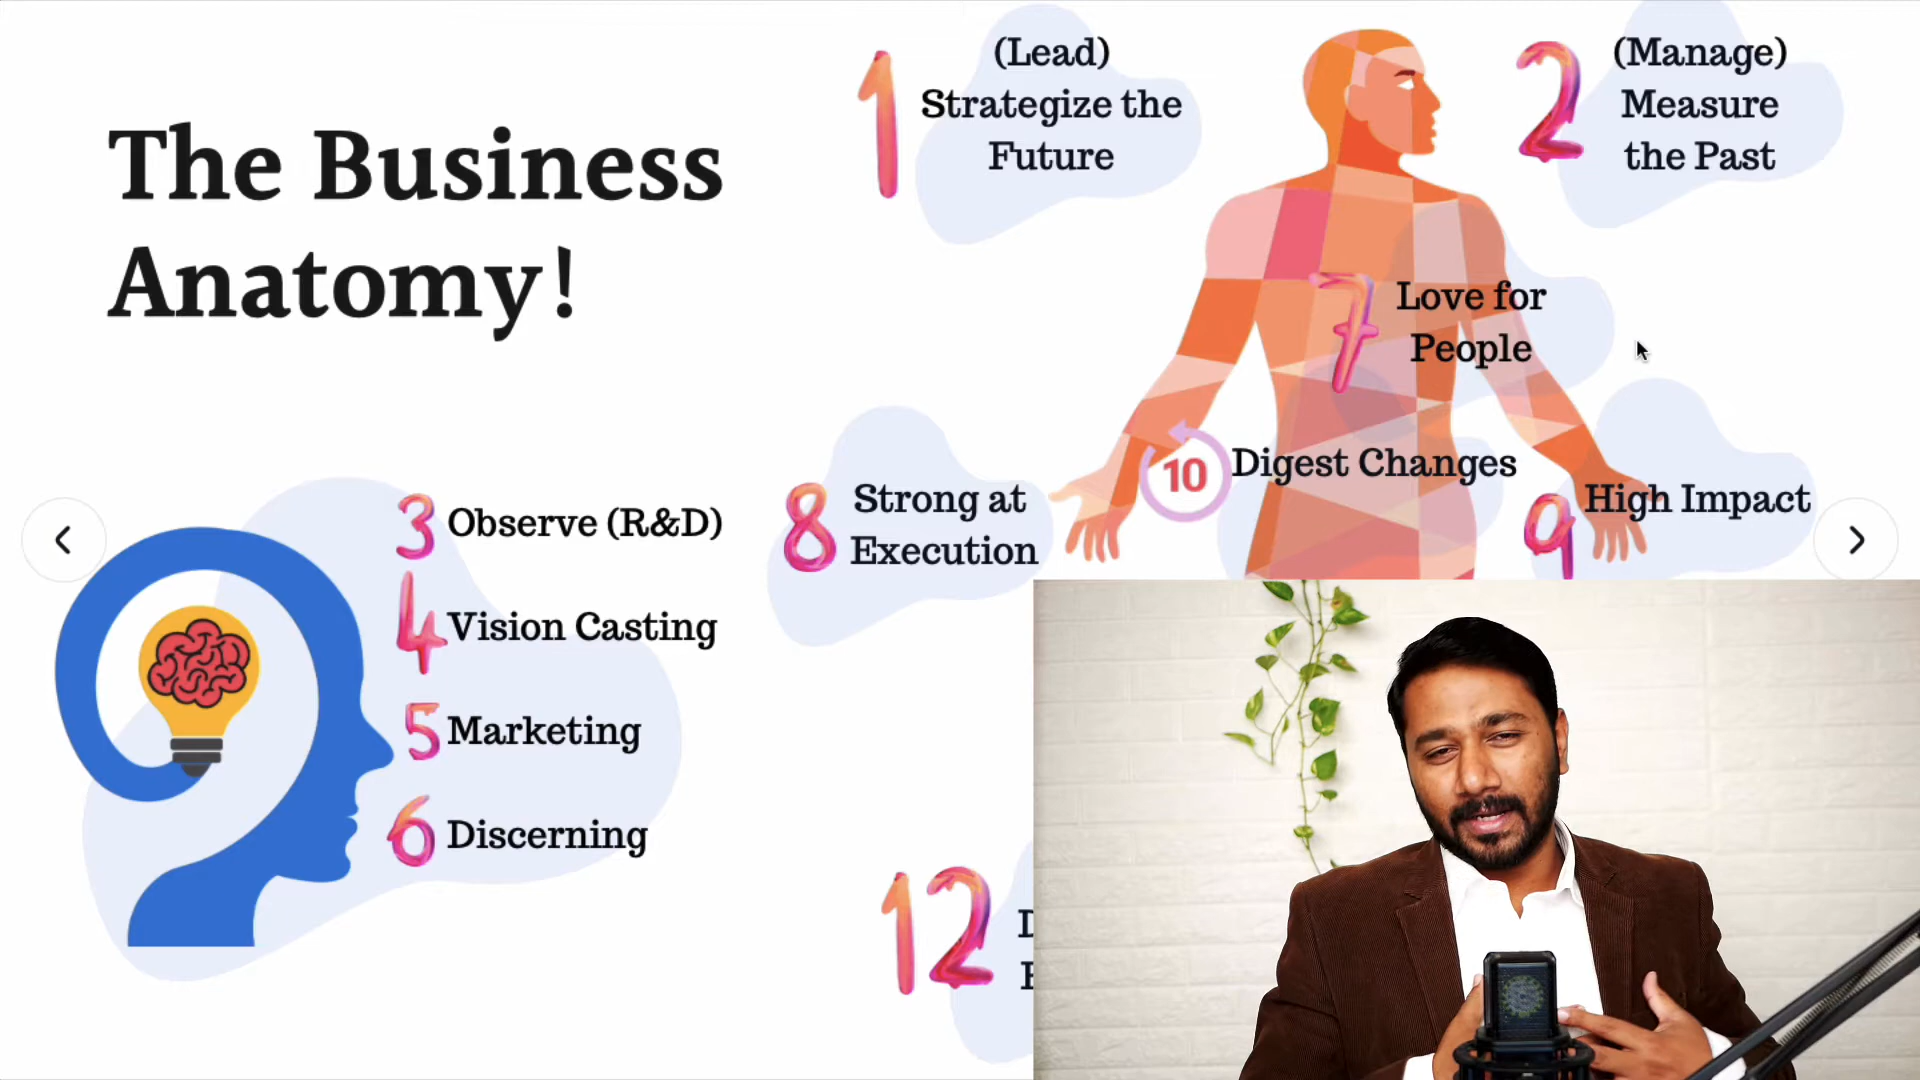 The Business
Anatomy!
1
(Lead)
Strategize the
Future
2
(Manage)
Measure
the Past
7
Love for
People
10
Digest Changes
8
Strong at
Execution
9
High Impact
3
Observe (R&D)
4
Vision Casting
5
Marketing
6
Discerning
12